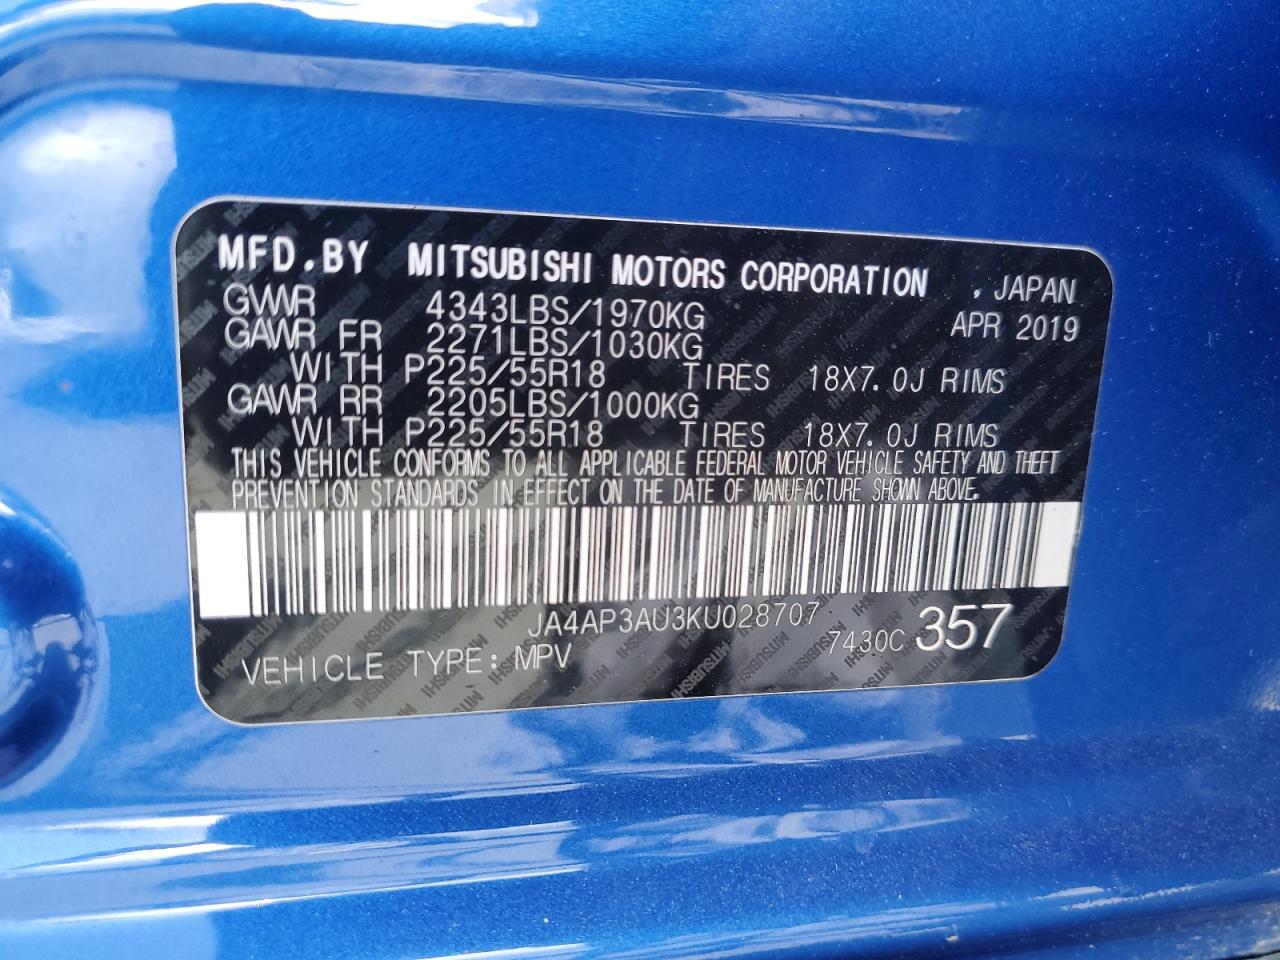 MFD.BY MITSUBISHI MOTORS CORPORATION , JAPAN
GVWR 4343LBS/1970KG APR 2019
GAWR FR 2271LBS/1030KG
WITH P225/55R18 TIRES 18X7.0J RIMS
GAWR RR 2205LBS/1000KG
WITH P225/55R18 TIRES 18X7.0J RIMS
THIS VEHICLE CONFORMS TO ALL APPLICABLE FEDERAL MOTOR VEHICLE SAFETY AND THEFT
PREVENTION STANDARDS IN EFFECT ON THE DATE OF MANUFACTURE SHOWN ABOVE.
JA4AP3AU3KU028707
7430C 357
VEHICLE TYPE: MPV